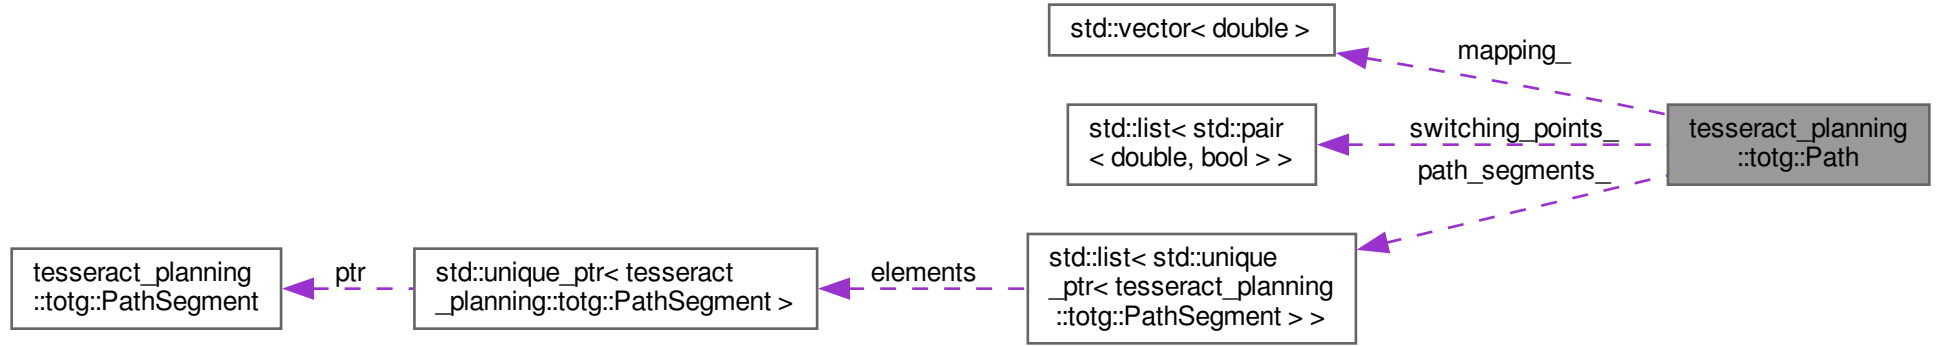 std::vector< double >
mapping_
std::list< std::pair
< double, bool > >
switching_points_
path_segments_
tesseract_planning
::totg::Path
tesseract_planning
::totg::PathSegment
ptr
std::unique_ptr< tesseract
_planning::totg::PathSegment >
elements
std::list< std::unique
_ptr< tesseract_planning
::totg::PathSegment > >